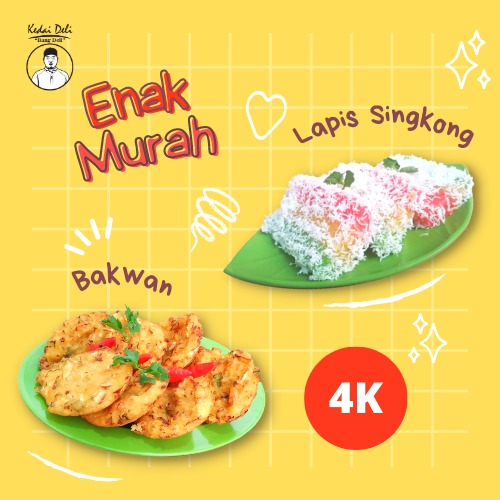 Kedai Deli
"Bang Deli"
Enak
Murah
Lapis Singkong
Bakwan
4K